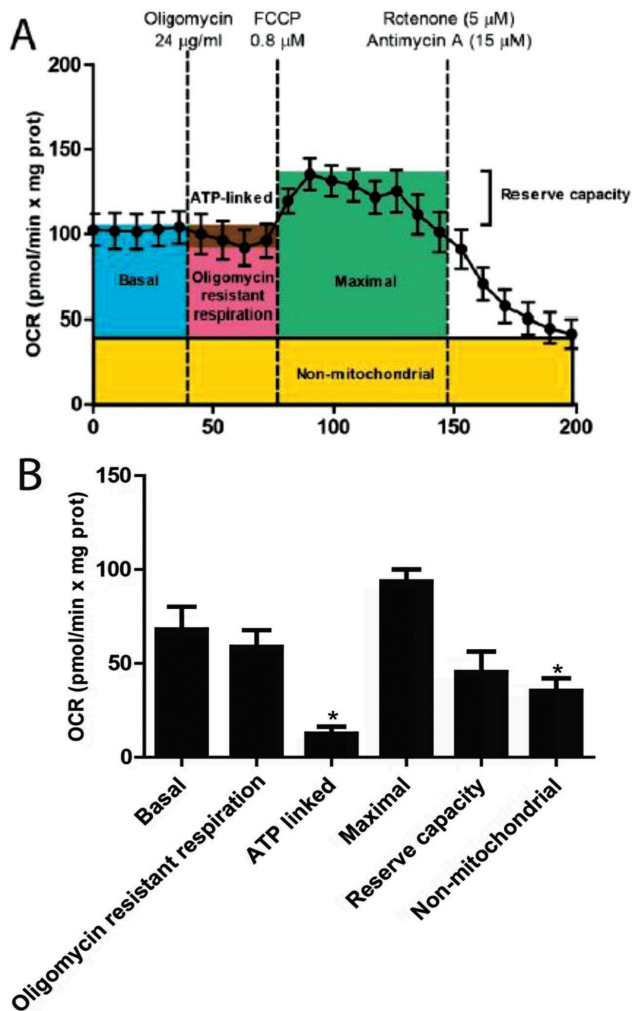 A
Oligomycin
24 μg/ml
FCCP
0.8 μM
Rotenone (5 μM)
Antimycin A (15 μM)
OCR (pmol/min x mg prot)
200
150
100
50
0
ATP-linked
Reserve capacity
Basal
Oligomycin
resistant
respiration
Maximal
Non-mitochondrial
0
50
100
150
200
B
OCR (pmol/min x mg prot)
150
100
50
0
*
*
Basal
Oligomycin resistant respiration
ATP linked
Maximal
Reserve capacity
Non-mitochondrial